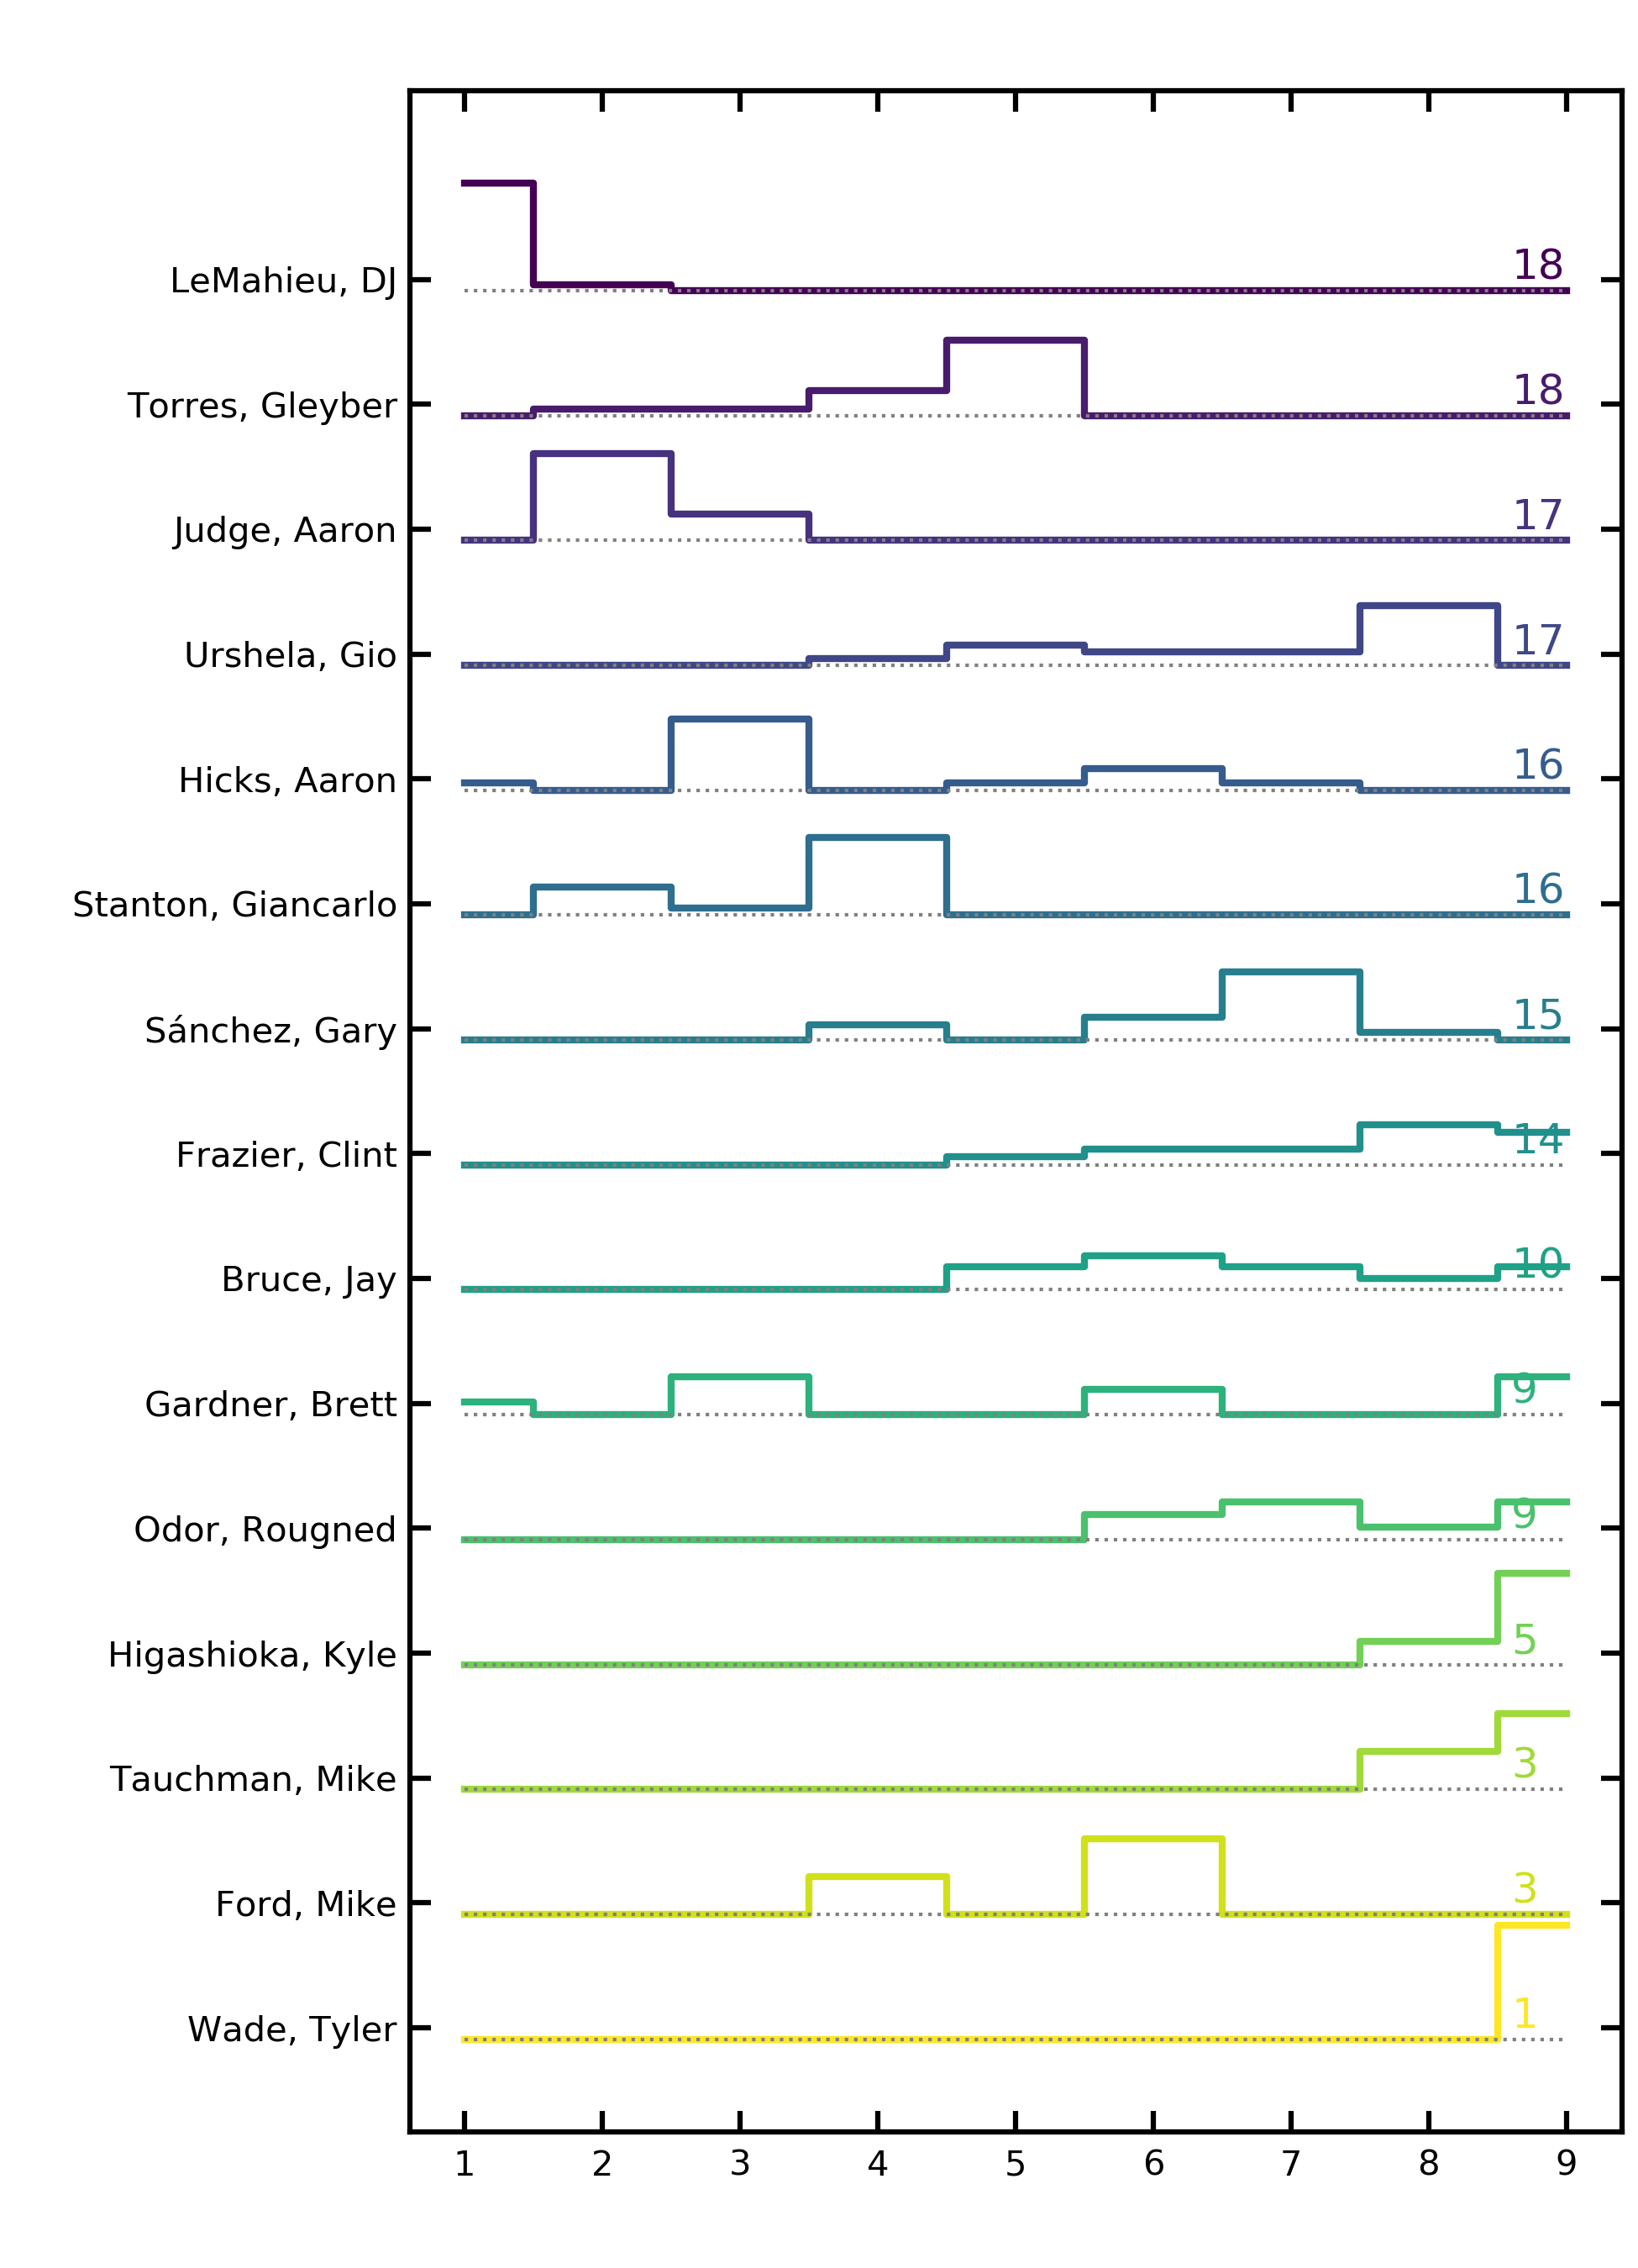 LeMahieu, DJ 18
Torres, Gleyber 18
Judge, Aaron 17
Urshela, Gio 17
Hicks, Aaron 16
Stanton, Giancarlo 16
Sánchez, Gary 15
Frazier, Clint 14
Bruce, Jay 10
Gardner, Brett 9
Odor, Rougned 9
Higashioka, Kyle 5
Tauchman, Mike 3
Ford, Mike 3
Wade, Tyler 1
1 2 3 4 5 6 7 8 9